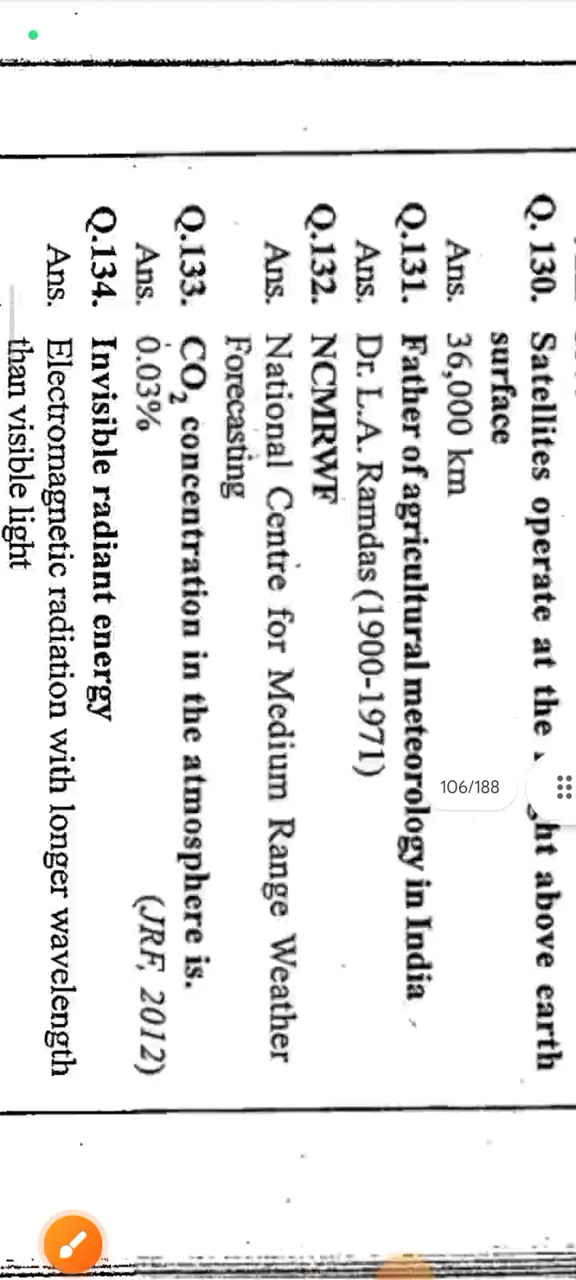 Q. 130. Satellites operate at the ht above earth
surface
Ans. 36,000 km
Q.131. Father of agricultural meteorology in India
Ans. Dr. L.A. Ramdas (1900-1971)
Q.132. NCMRWF
Ans. National Centre for Medium Range Weather
Forecasting
Q.133. CO₂ concentration in the atmosphere is.
Ans. 0.03% (JRF, 2012)
Q.134. Invisible radiant energy
Ans. Electromagnetic radiation with longer wavelength
than visible light
106/188